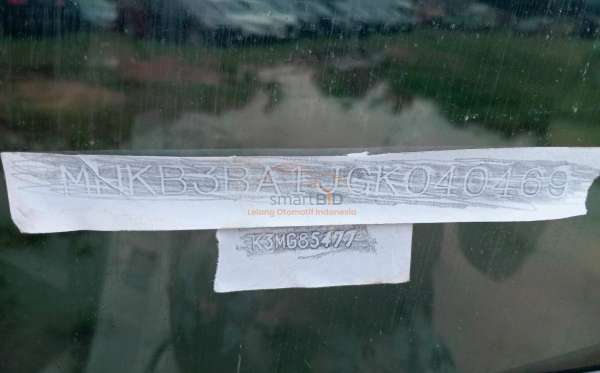 MHKB3BA1JGK040469
smartBID
Lelang Otomotif Indonesia
K3MG85477